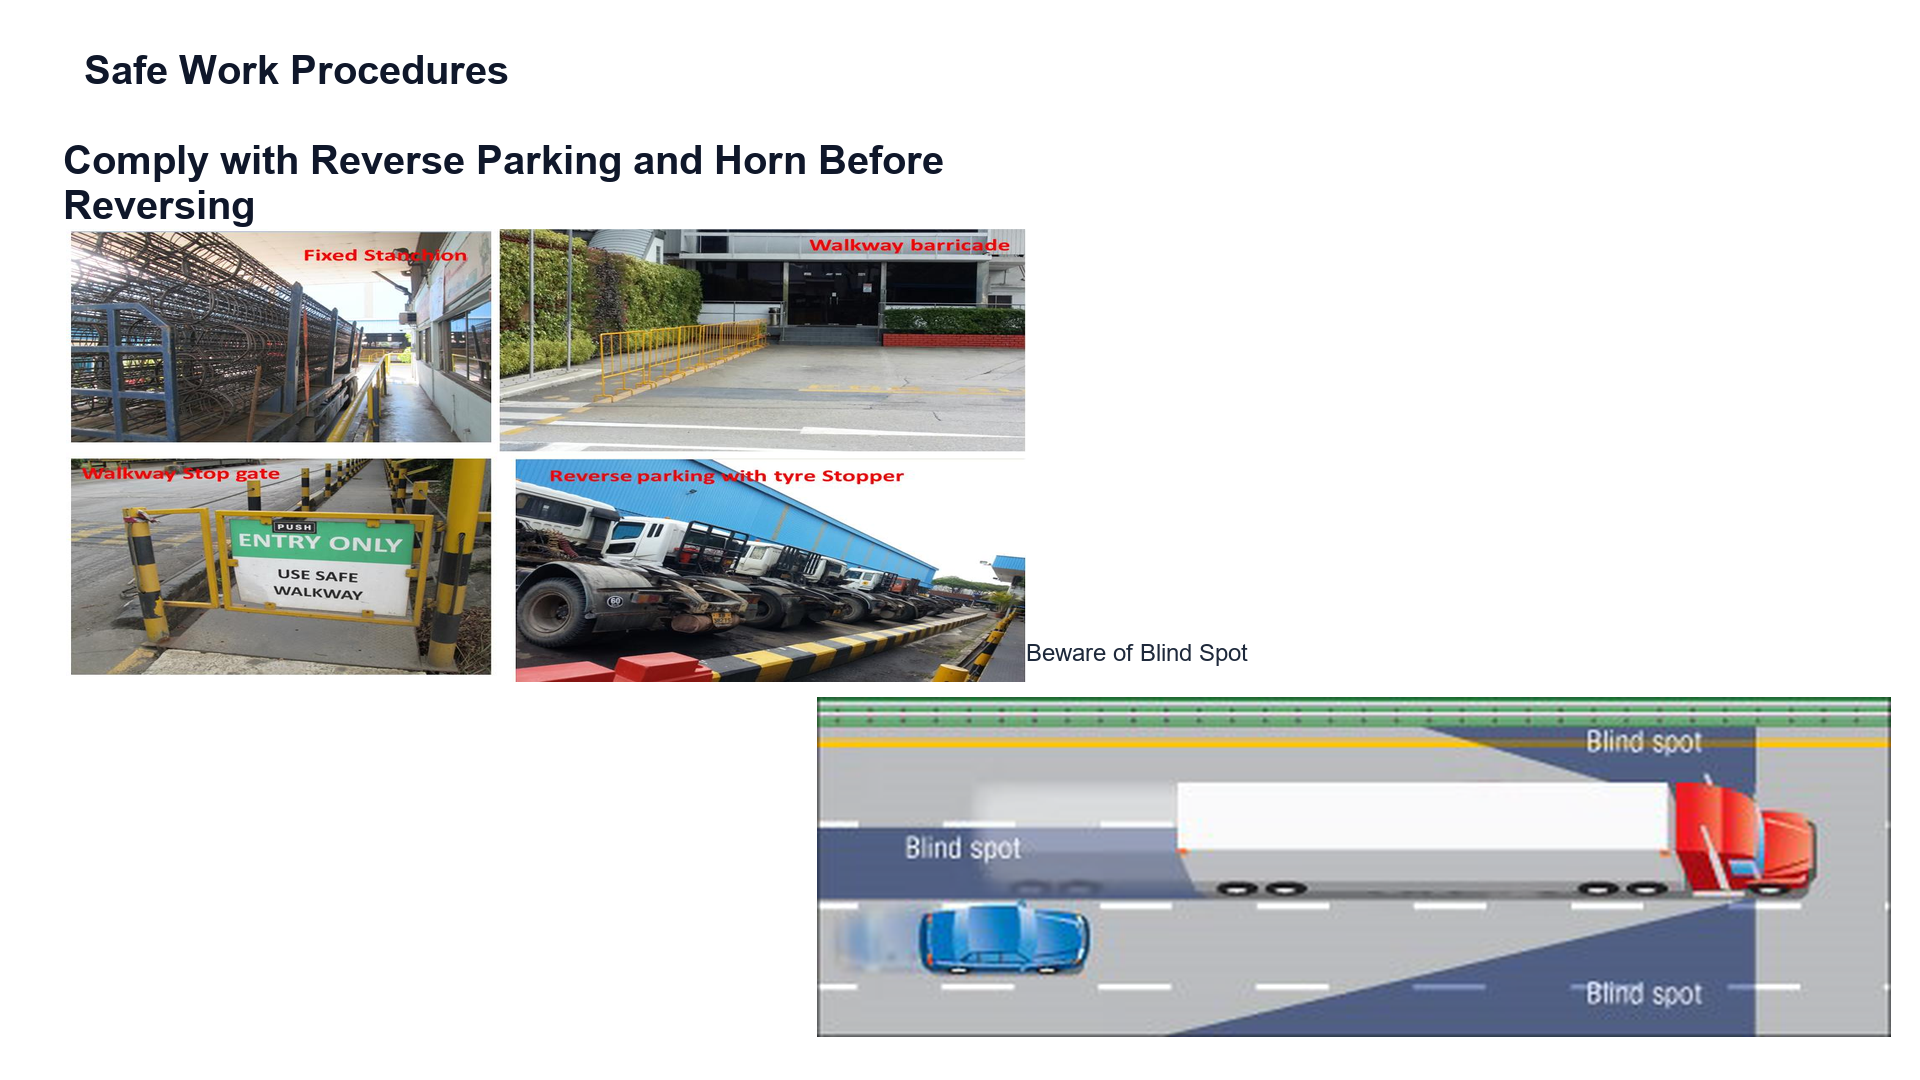 Safe Work Procedures
Comply with Reverse Parking and Horn Before
Reversing
Fixed Stanchion
Walkway barricade
Walkway Stop gate
PUSH
ENTRY ONLY
USE SAFE
WALKWAY
Reverse parking with tyre Stopper
60
Beware of Blind Spot
Blind spot
Blind spot
Blind spot